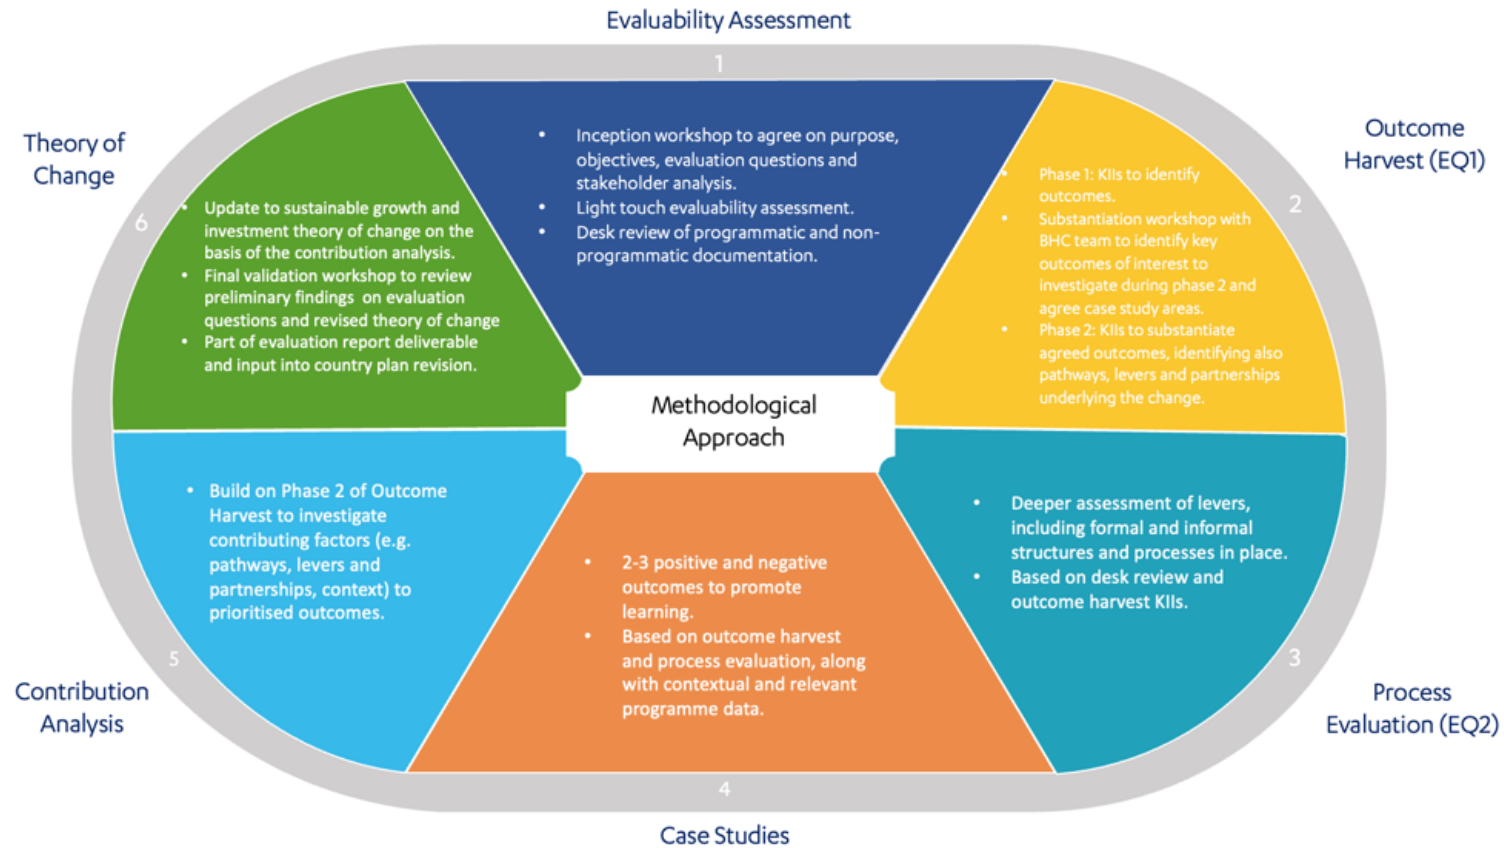 Evaluability Assessment
1
• Inception workshop to agree on purpose,
objectives, evaluation questions and
stakeholder analysis.
• Light touch evaluability assessment.
• Desk review of programmatic and non-
programmatic documentation.
Outcome
Harvest (EQ1)
2
• Phase 1: KIIs to identify
outcomes.
• Substantiation workshop with
BHC team to identify key
outcomes of interest to
investigate during phase 2 and
agree case study areas.
• Phase 2: KIIs to substantiate
agreed outcomes, identifying also
pathways, levers and partnerships
underlying the change.
Process
Evaluation (EQ2)
3
• Deeper assessment of levers,
including formal and informal
structures and processes in place.
• Based on desk review and
outcome harvest KIIs.
Case Studies
4
• 2-3 positive and negative
outcomes to promote
learning.
• Based on outcome harvest
and process evaluation, along
with contextual and relevant
programme data.
Contribution
Analysis
5
• Build on Phase 2 of Outcome
Harvest to investigate
contributing factors (e.g.
pathways, levers and
partnerships, context) to
prioritised outcomes.
Theory of
Change
6
• Update to sustainable growth and
investment theory of change on the
basis of the contribution analysis.
• Final validation workshop to review
preliminary findings on evaluation
questions and revised theory of change
• Part of evaluation report deliverable
and input into country plan revision.
Methodological
Approach